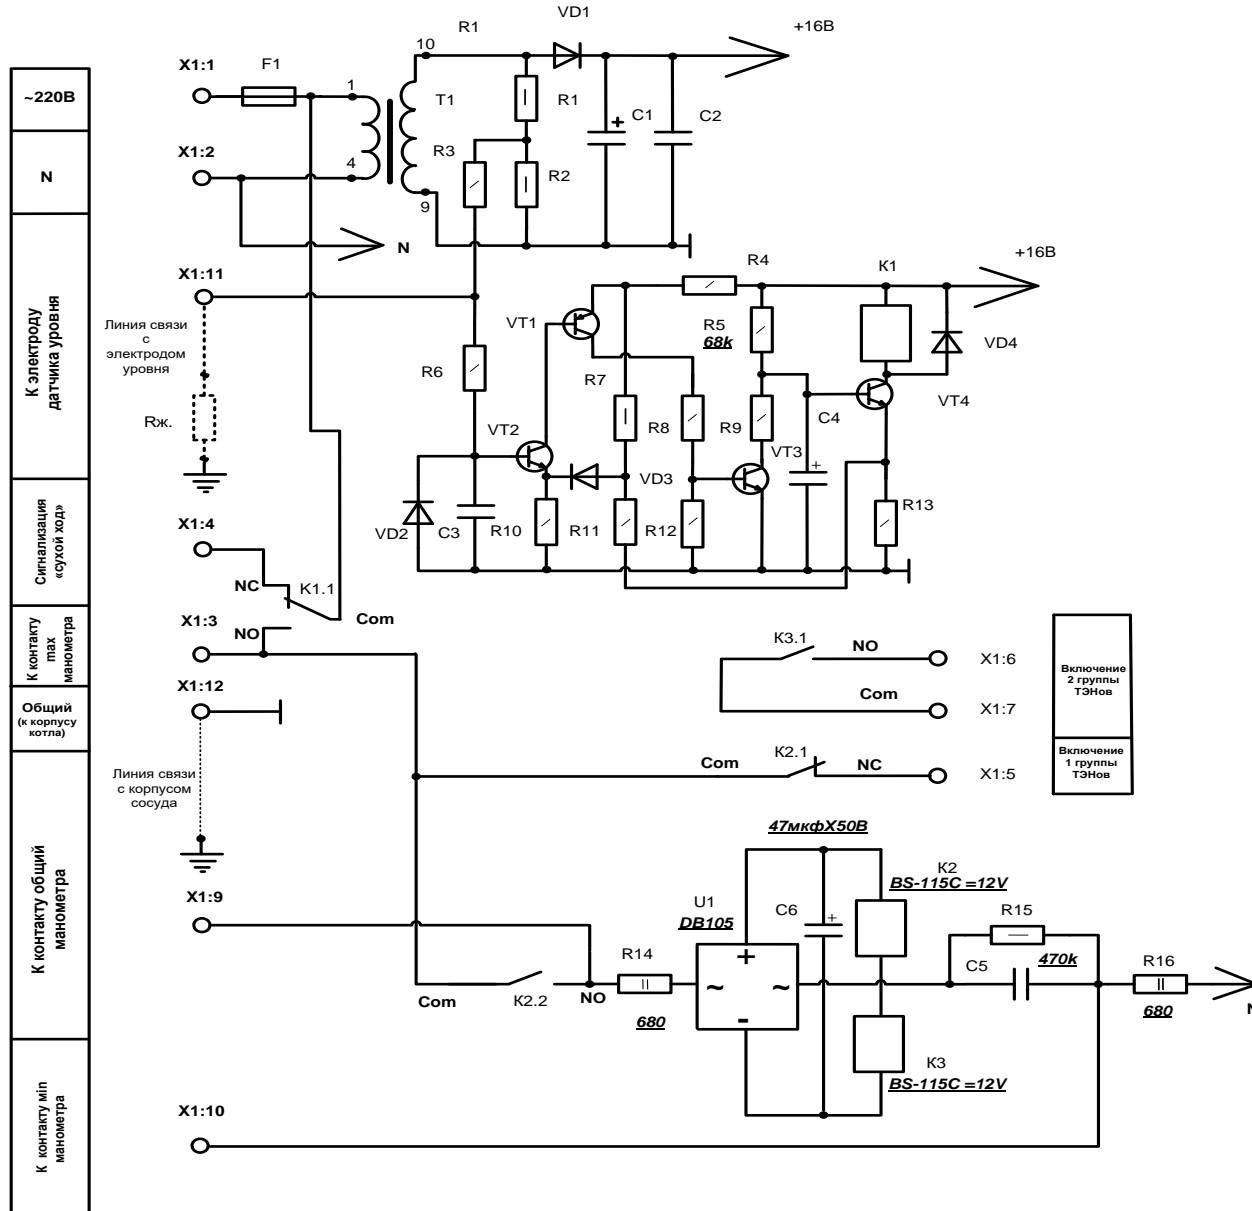 VD1
R1
+16В
10
X1:1
F1
~220В
1
T1
R1
C1
+
C2
X1:2
4
R3
R2
N
9
N
X1:11
R4
K1
+16В
К электроду
датчика уровня
Линия связи
с
электродом
уровня
VT1
R5
68k
VD4
R6
R7
VT4
Rж.
VT2
R8
R9
C4
VT3
+
VD3
X1:4
VD2
C3
R10
R11
R12
R13
Сигнализация
«сухой ход»
NC
K1.1
X1:3
NO
Com
К контакту
max
манометра
K3.1
NO
X1:6
Включение
2 группы
ТЭНов
X1:12
Com
X1:7
Общий
(к корпусу
котла)
Com
K2.1
NC
X1:5
Включение
1 группы
ТЭНов
Линия связи
с корпусом
сосуда
47мкфX50В
К контакту общий
манометра
X1:9
U1
DB105
C6
+
K2
BS-115C =12V
R15
R14
+
C5
470k
R16
~
~
Com
K2.2
NO
680
-
680
N
K3
BS-115C =12V
К контакту min
манометра
X1:10